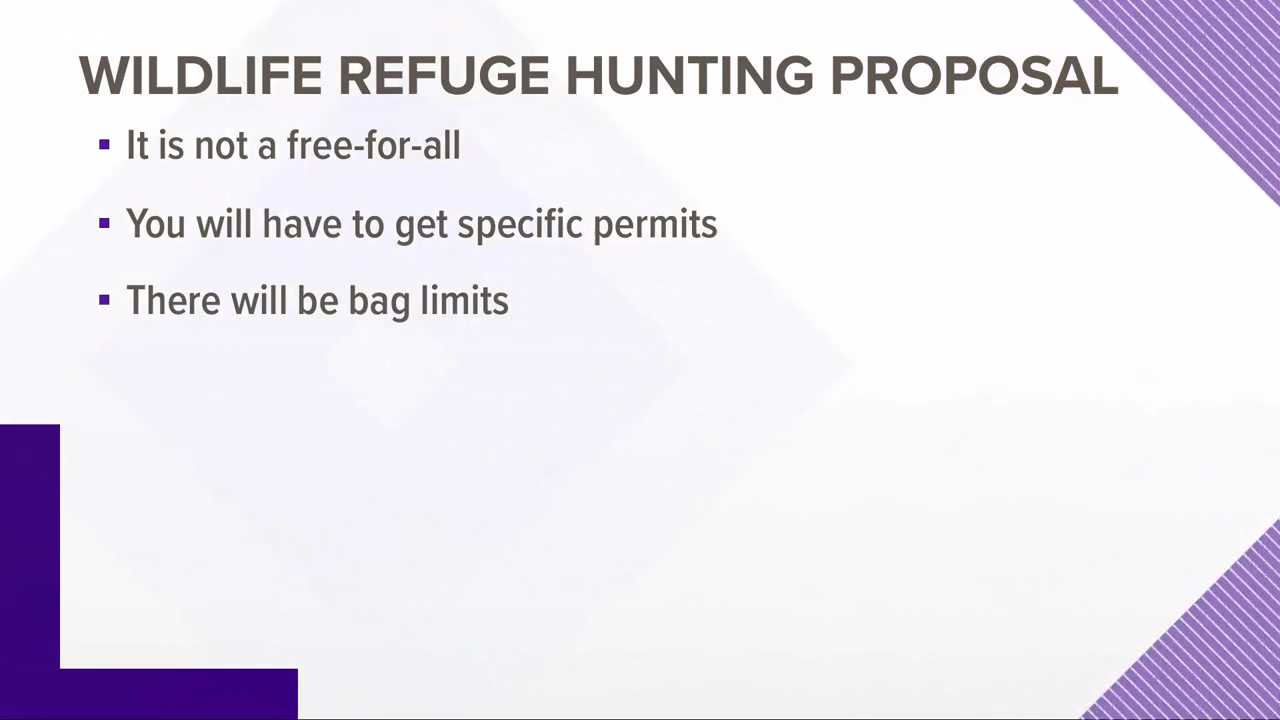 WILDLIFE REFUGE HUNTING PROPOSAL
It is not a free-for-all
You will have to get specific permits
There will be bag limits